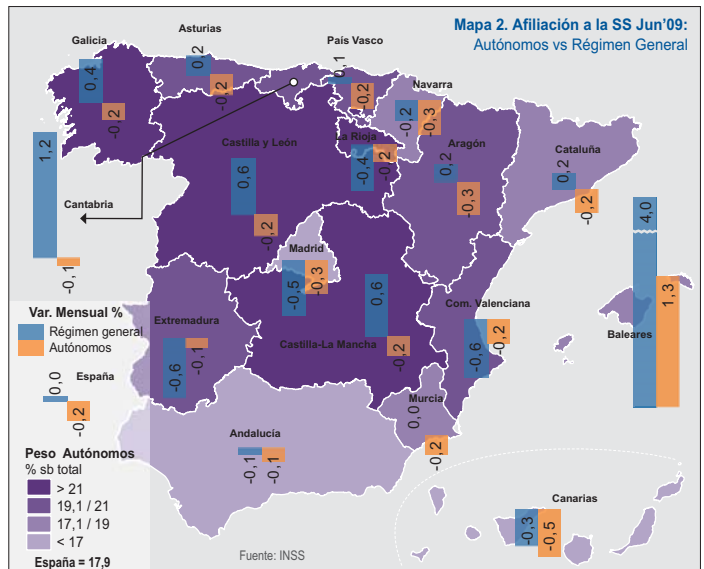 Mapa 2. Afiliación a la SS Jun'09:
Autónomos vs Régimen General
Galicia
0,4
-0,2
Asturias
0,2
-0,2
País Vasco
0,1
-0,2
Navarra
-0,2
-0,3
La Rioja
-0,4
-0,2
Aragón
0,2
-0,3
Cataluña
0,2
-0,2
Castilla y León
0,6
-0,2
1,2
Cantabria
-0,1
Madrid
-0,5
-0,3
Castilla-La Mancha
0,6
-0,2
Com. Valenciana
-0,6
-0,2
4,0
1,3
Baleares
Extremadura
-0,6
-0,1
Murcia
0,0
-0,2
Andalucía
-0,1
-0,1
Canarias
-0,3
-0,5
Var. Mensual %
Régimen general
Autónomos
España
0,0
-0,2
Peso Autónomos
% sb total
> 21
19,1 / 21
17,1 / 19
< 17
España = 17,9
Fuente: INSS